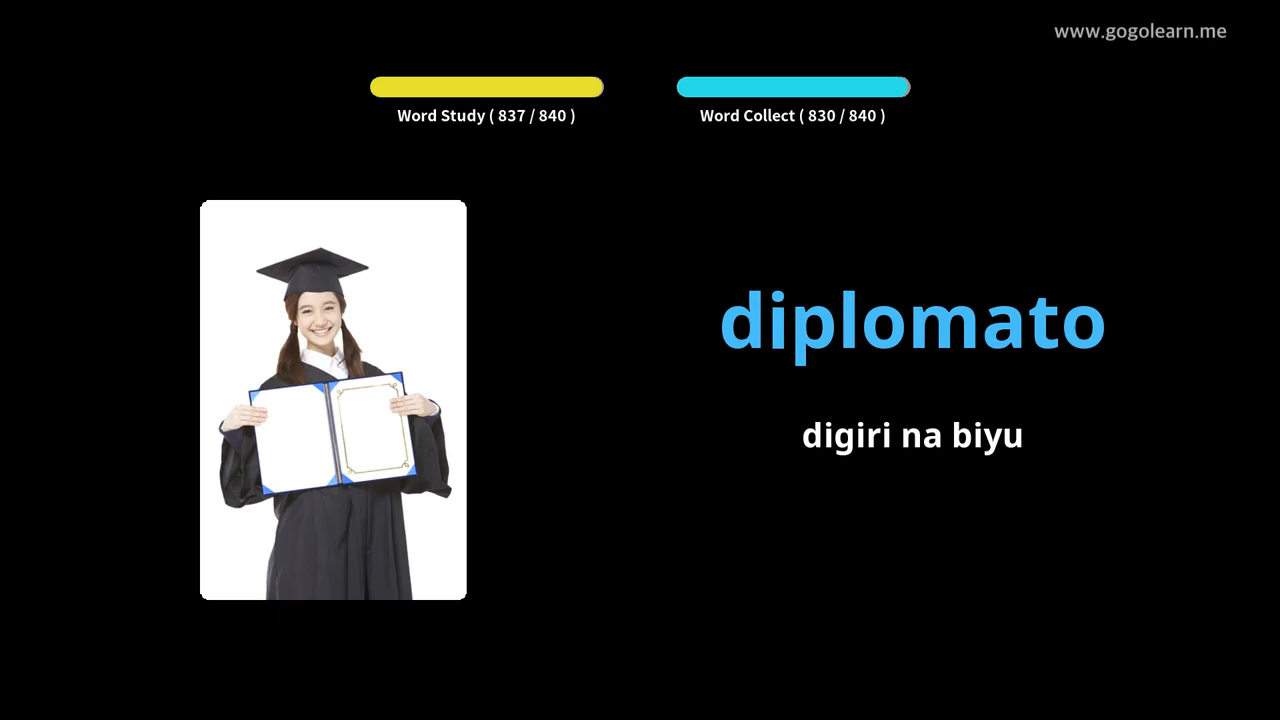 www.gogolearn.me
Word Study ( 837 / 840 )
Word Collect ( 830 / 840 )
diplomato
digiri na biyu